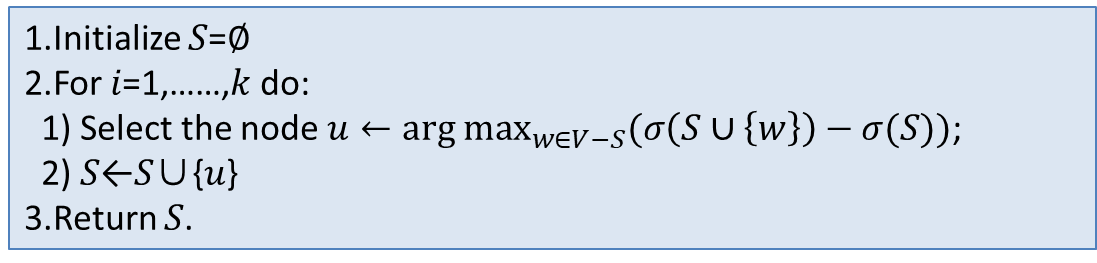 1.Initialize S=∅
2.For i=1,……,k do:
1) Select the node u ← arg max_{w∈V−S}(σ(S ∪ {w}) − σ(S));
2) S←S∪{u}
3.Return S.